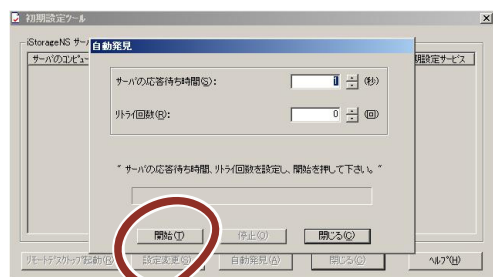 初期設定ツール
iStorageNS サー
自動発見
サーバのコンピュー
期設定サービス
サーバの応答待ち時間(S):
1
(秒)
リトライ回数(R):
0
(回)
" サーバの応答待ち時間、リトライ回数を設定し、開始を押して下さい。 "
開始(T)
停止(O)
閉じる(C)
リモートデスクトップ起動(R)
設定変更(S)
自動発見(A)
閉じる(C)
ヘルプ(H)